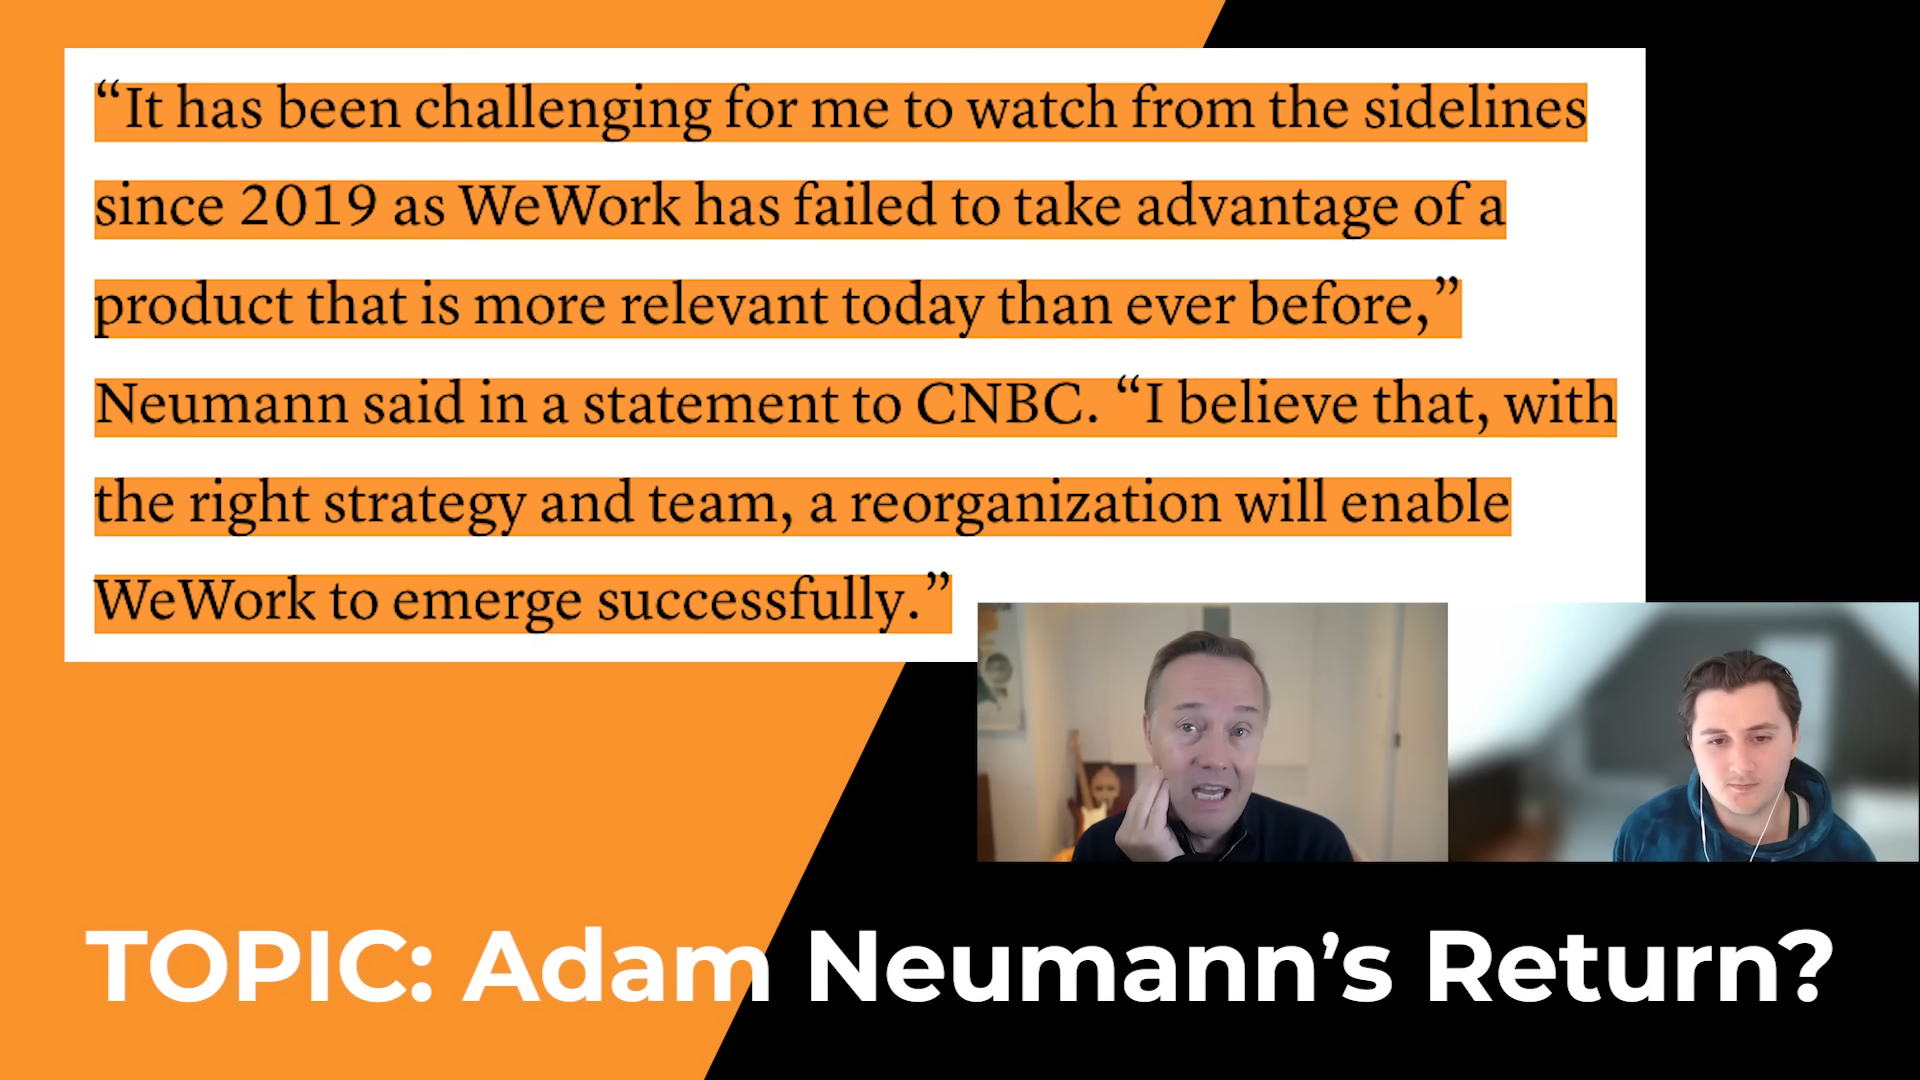 “It has been challenging for me to watch from the sidelines
since 2019 as WeWork has failed to take advantage of a
product that is more relevant today than ever before,”
Neumann said in a statement to CNBC. “I believe that, with
the right strategy and team, a reorganization will enable
WeWork to emerge successfully.”
TOPIC: Adam Neumann’s Return?